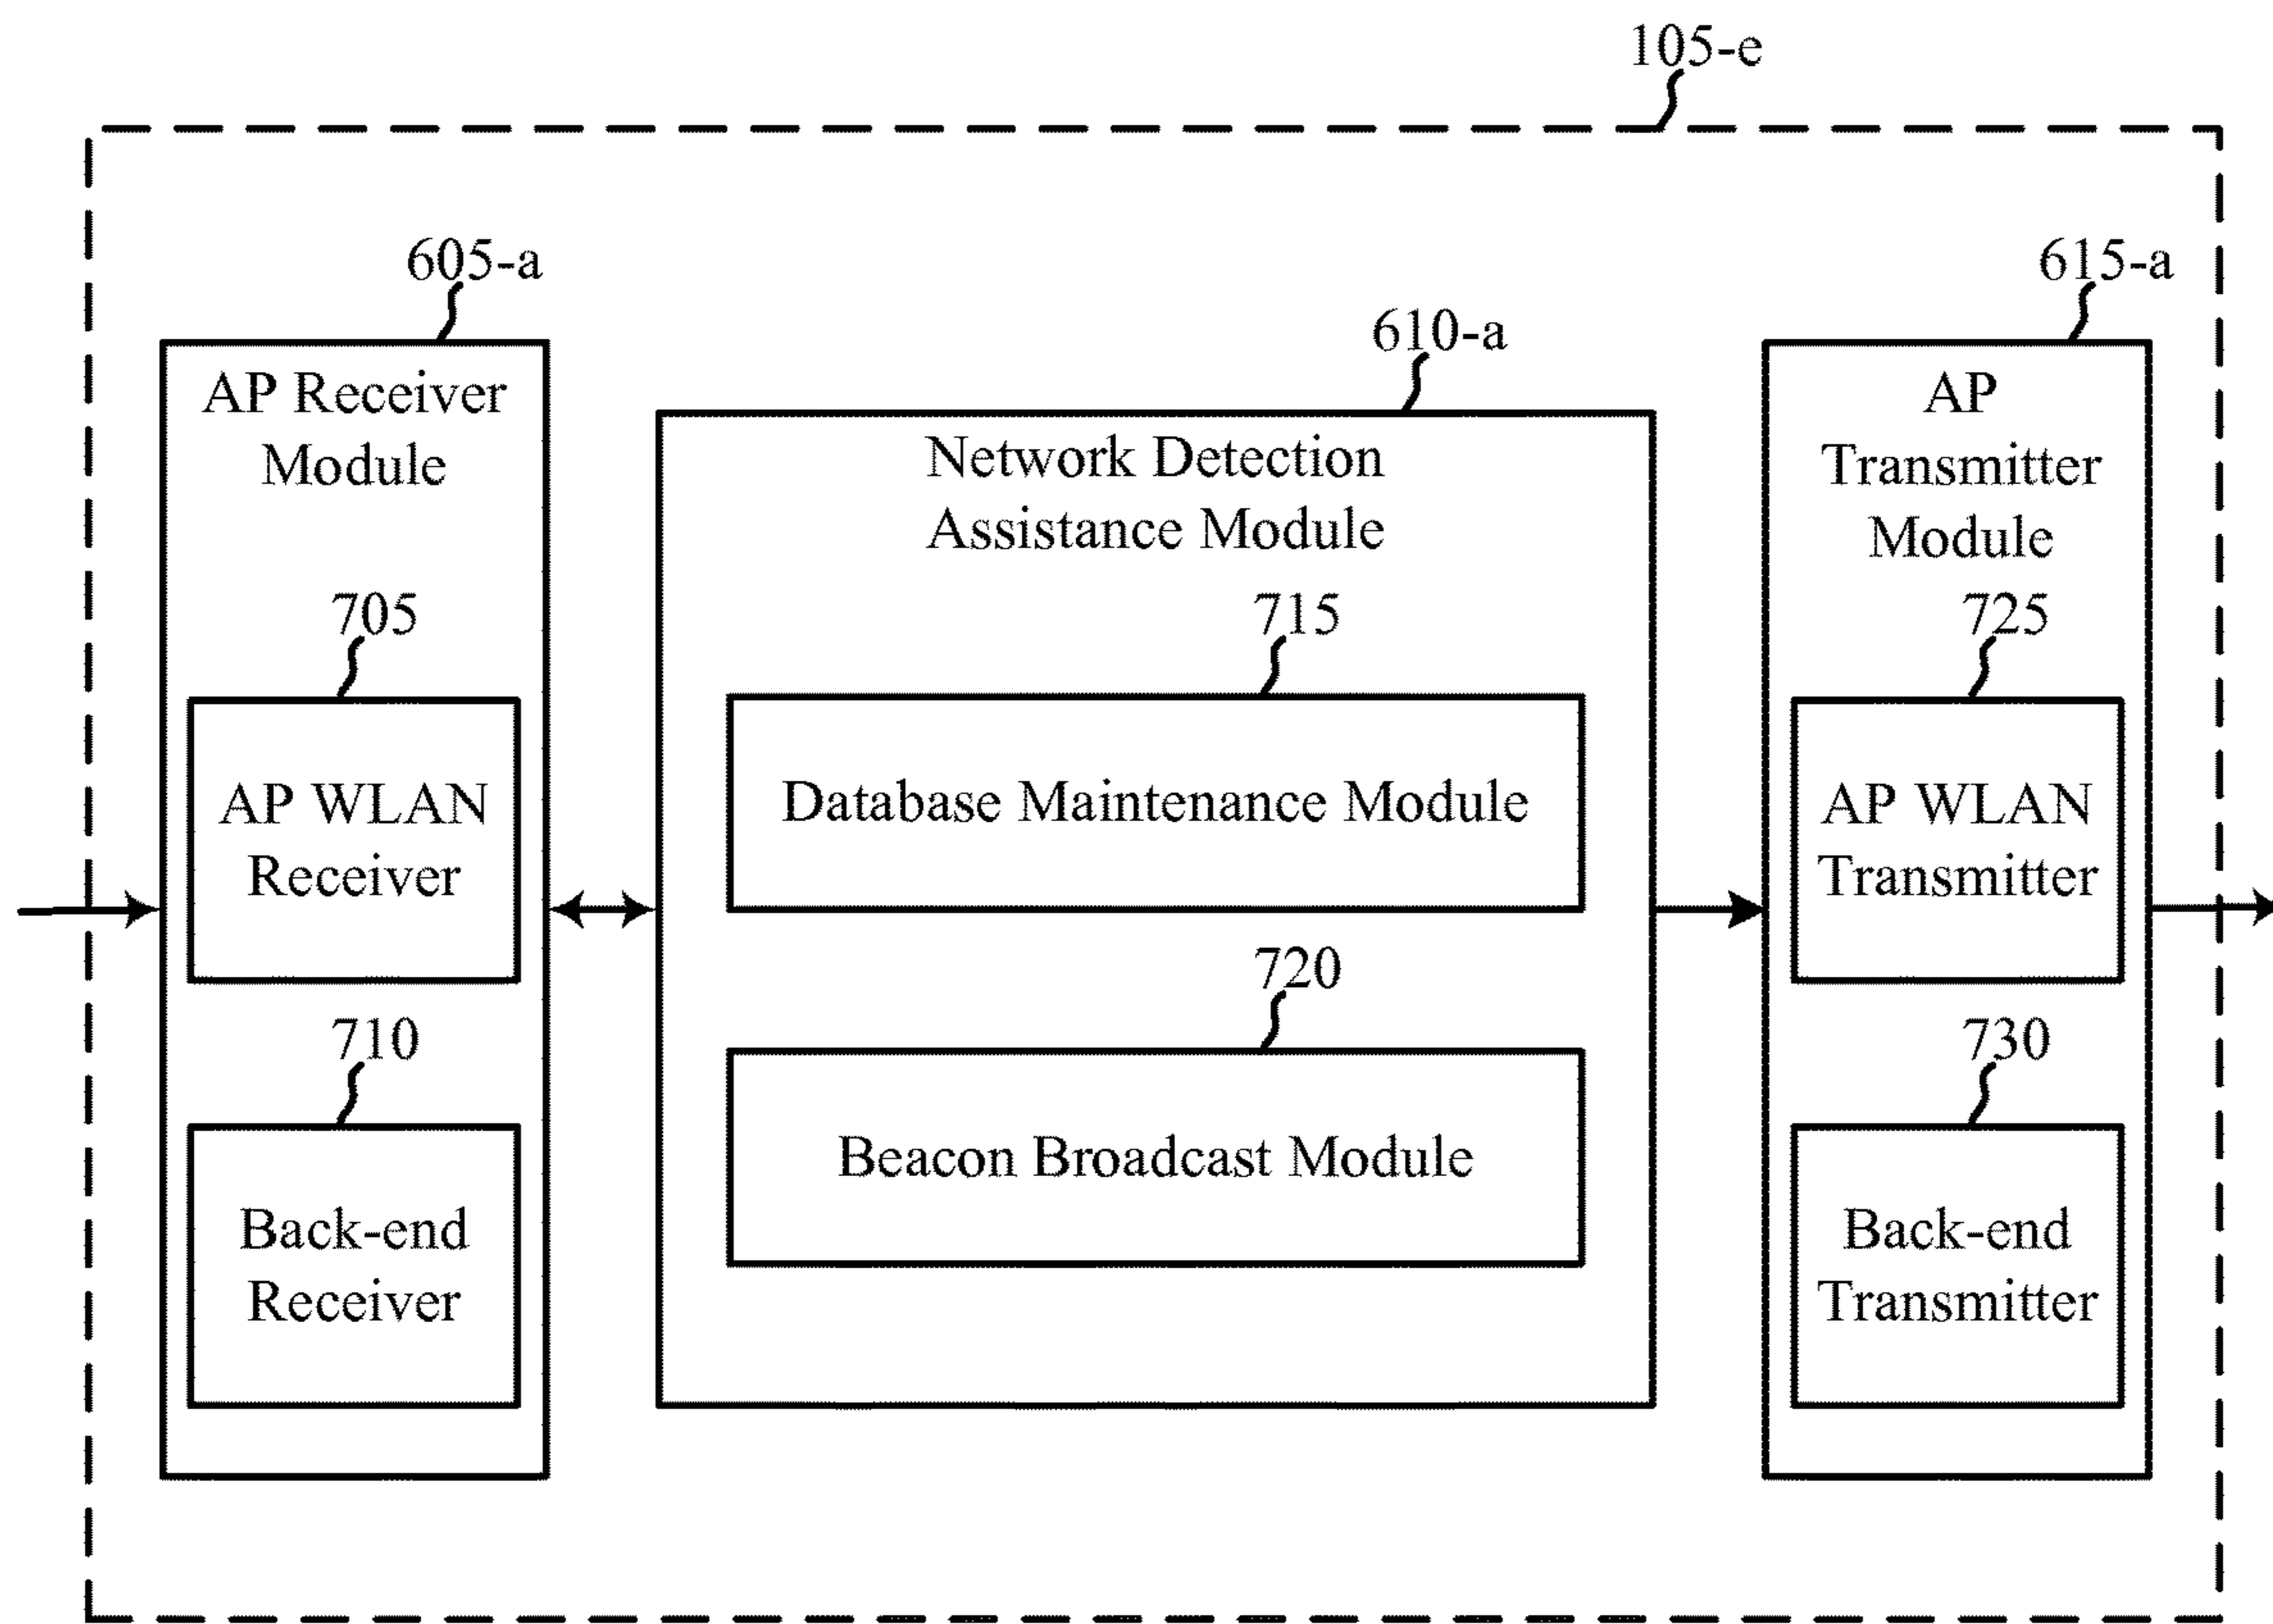 105-e
605-a
AP Receiver
Module
705
AP WLAN
Receiver
710
Back-end
Receiver
610-a
Network Detection
Assistance Module
715
Database Maintenance Module
720
Beacon Broadcast Module
615-a
AP
Transmitter
Module
725
AP WLAN
Transmitter
730
Back-end
Transmitter